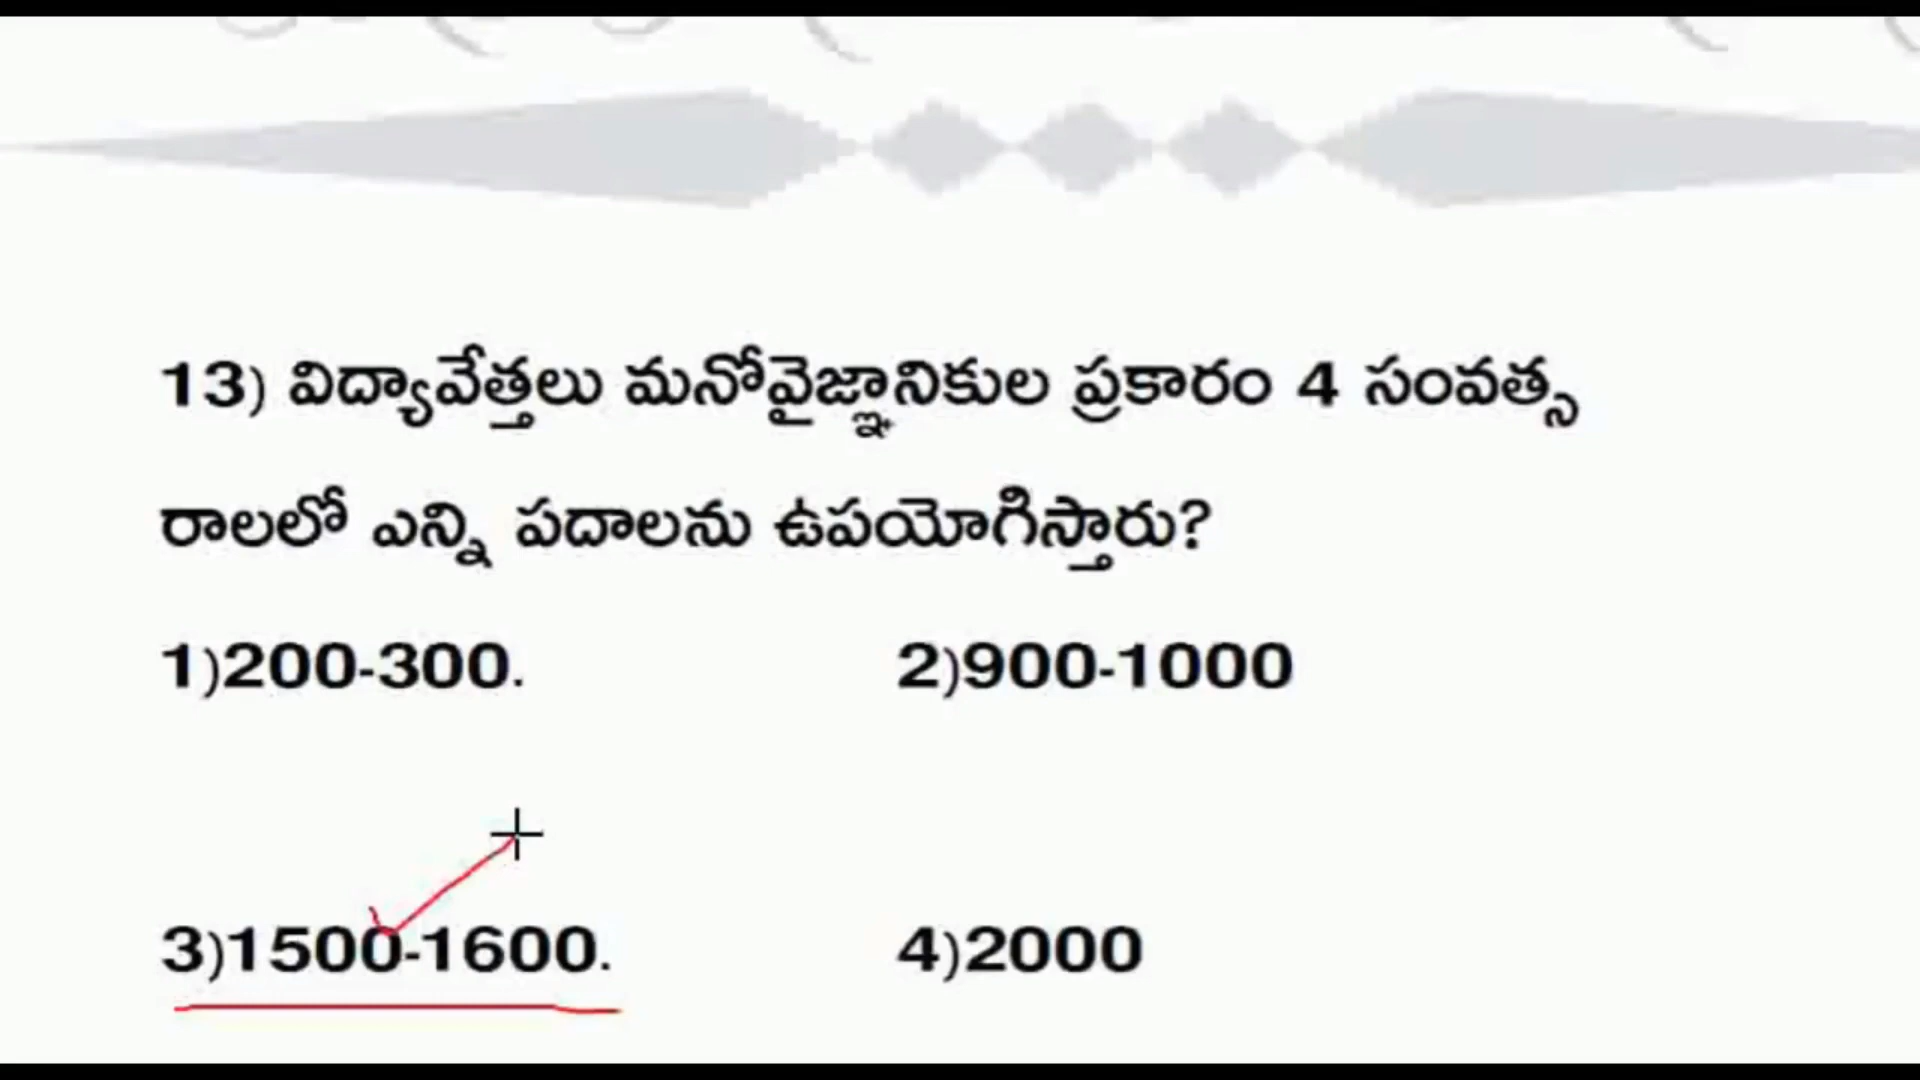 13) విద్యావేత్తలు మనోవైజ్ఞానికుల ప్రకారం 4 సంవత్స
రాలలో ఎన్ని పదాలను ఉపయోగిస్తారు?
1)200-300. 2)900-1000
3)1500-1600. 4)2000